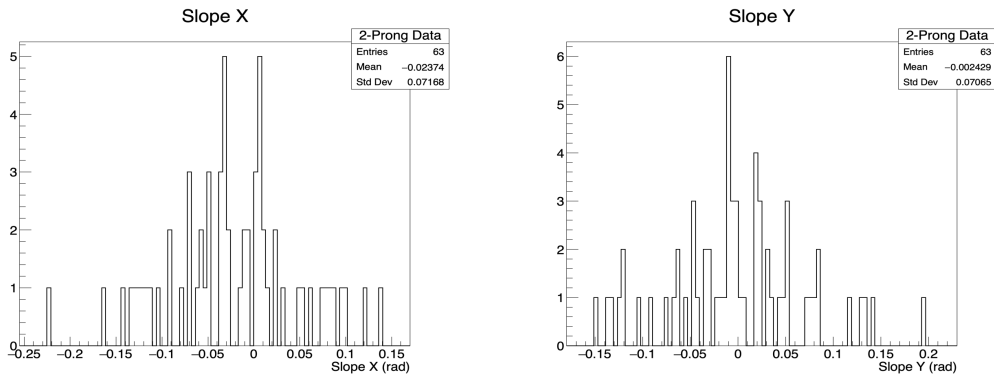 Slope X
2-Prong Data
Entries 63
Mean −0.02374
Std Dev 0.07168
5
4
3
2
1
0
−0.25 −0.2 −0.15 −0.1 −0.05 0 0.05 0.1 0.15
Slope X (rad)
Slope Y
2-Prong Data
Entries 63
Mean −0.002429
Std Dev 0.07065
6
5
4
3
2
1
0
−0.15 −0.1 −0.05 0 0.05 0.1 0.15 0.2
Slope Y (rad)